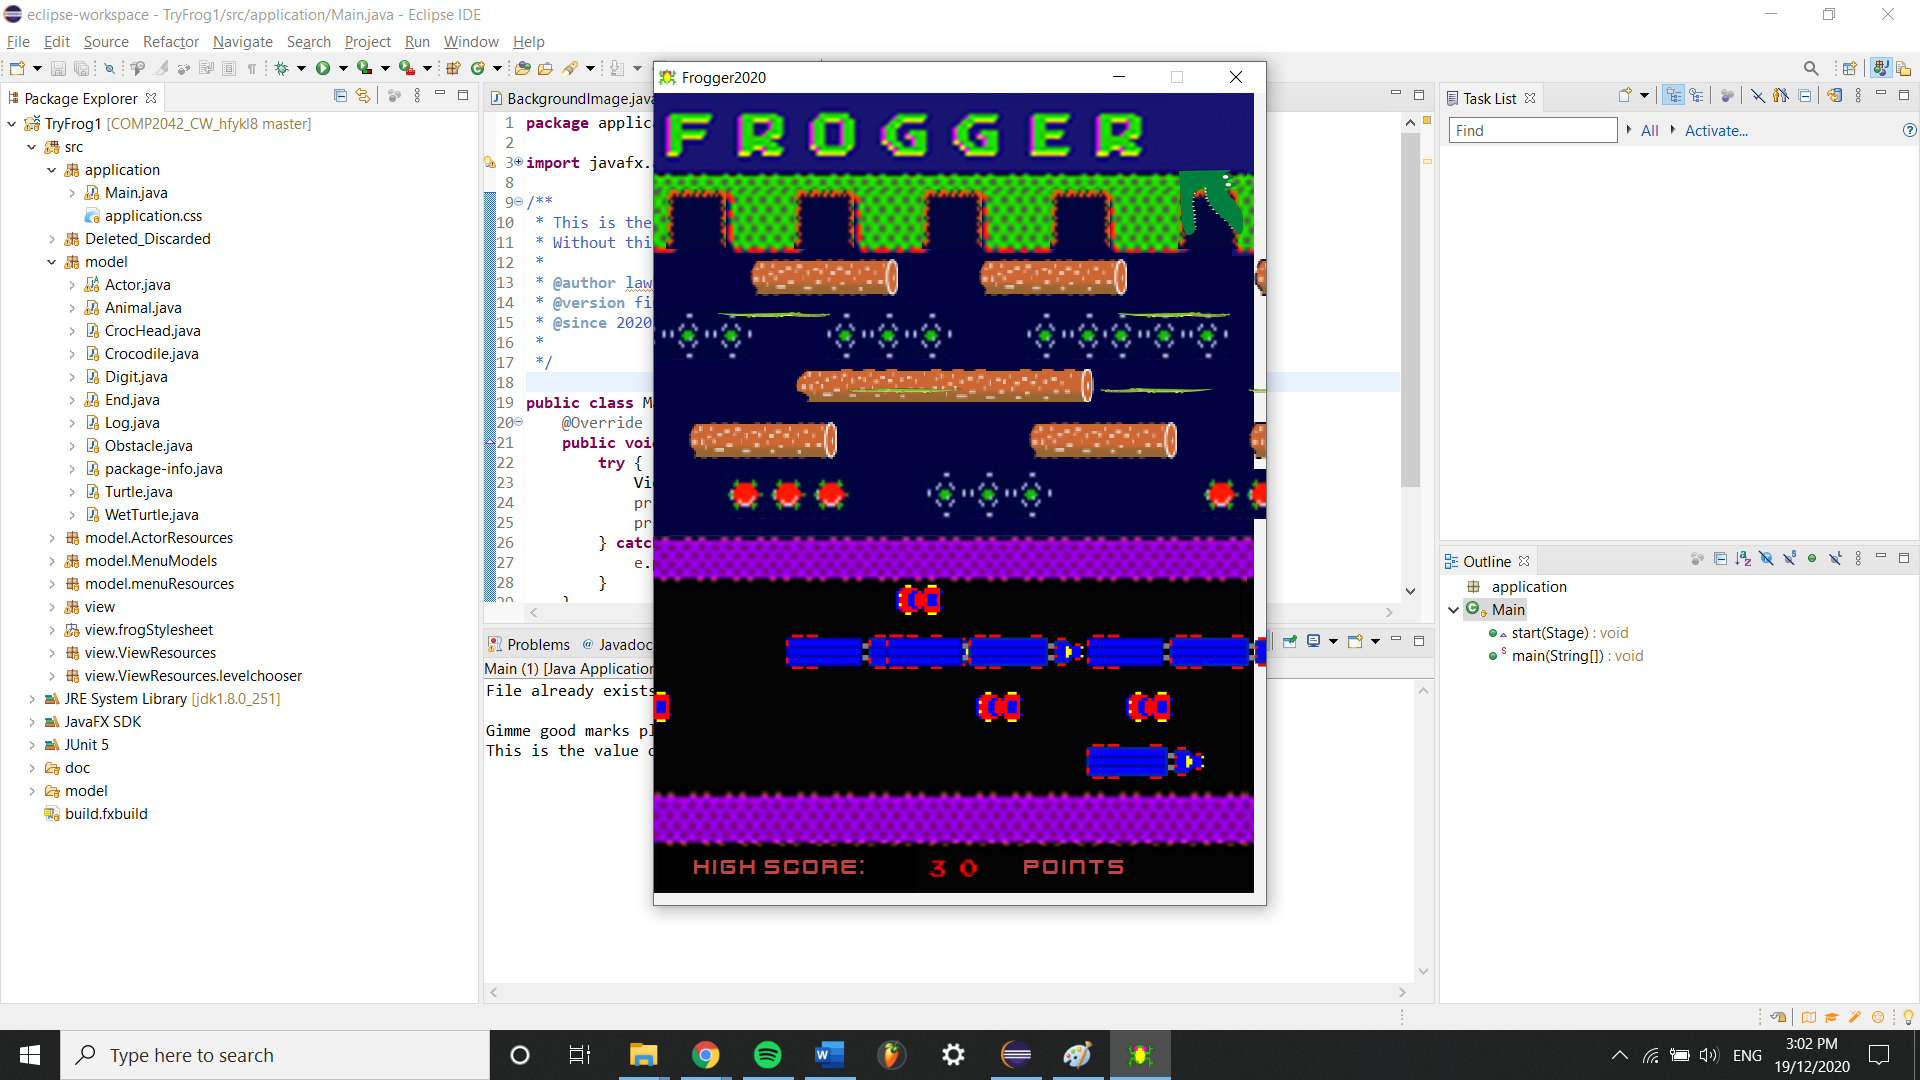 eclipse-workspace - TryFrog1/src/application/Main.java - Eclipse IDE
File Edit Source Refactor Navigate Search Project Run Window Help
Package Explorer
TryFrog1 [COMP2042_CW_hfykl8 master]
src
application
Main.java
application.css
Deleted_Discarded
model
Actor.java
Animal.java
CrocHead.java
Crocodile.java
Digit.java
End.java
Log.java
Obstacle.java
package-info.java
Turtle.java
WetTurtle.java
model.ActorResources
model.MenuModels
model.menuResources
view
view.frogStylesheet
view.ViewResources
view.ViewResources.levelchooser
JRE System Library [jdk1.8.0_251]
JavaFX SDK
JUnit 5
doc
model
build.fxbuild
BackgroundImage.java
1 package applic
2
3 import javafx.
8
9 /**
10 * This is the
11 * Without thi
12 *
13 * @author law
14 * @version fi
15 * @since 2020
16 *
17 */
18
19 public class M
20 @Override
21 public voi
22 try {
23 Vi
24 pr
25 pr
26 } catc
27 e.
28 }
Problems @ Javadoc
Main (1) [Java Application
File already exists
Gimme good marks pl
This is the value o
Frogger2020
FROGGER
HIGH SCORE: 30 POINTS
Task List
Find All Activate...
Outline
application
Main
start(Stage) : void
main(String[]) : void
Type here to search
ENG
3:02 PM
19/12/2020